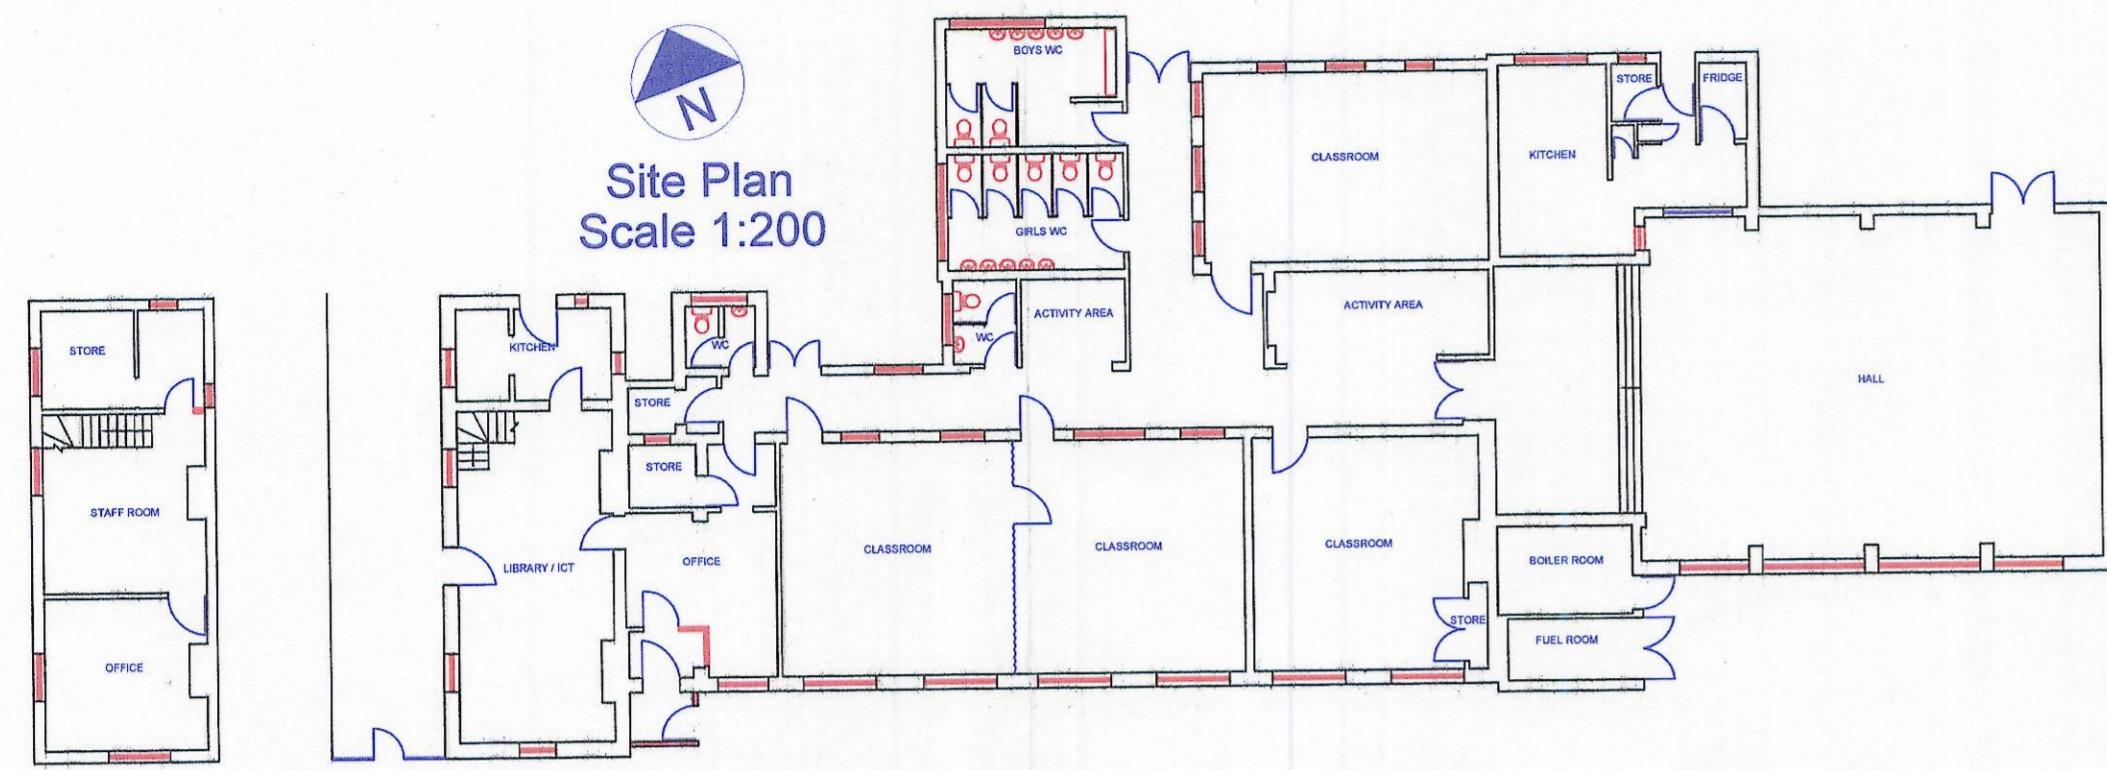 BOYS WC
N
Site Plan
Scale 1:200
GIRLS WC
WC
ACTIVITY AREA
CLASSROOM
ACTIVITY AREA
KITCHEN
STORE
FRIDGE
HALL
STORE
STAFF ROOM
OFFICE
KITCHEN
WC
STORE
STORE
LIBRARY / ICT
OFFICE
CLASSROOM
CLASSROOM
CLASSROOM
STORE
BOILER ROOM
FUEL ROOM